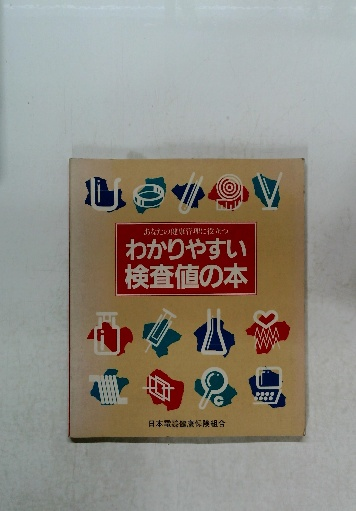 あなたの健康管理に役立つ
わかりやすい
検査値の本
日本電装健康保険組合